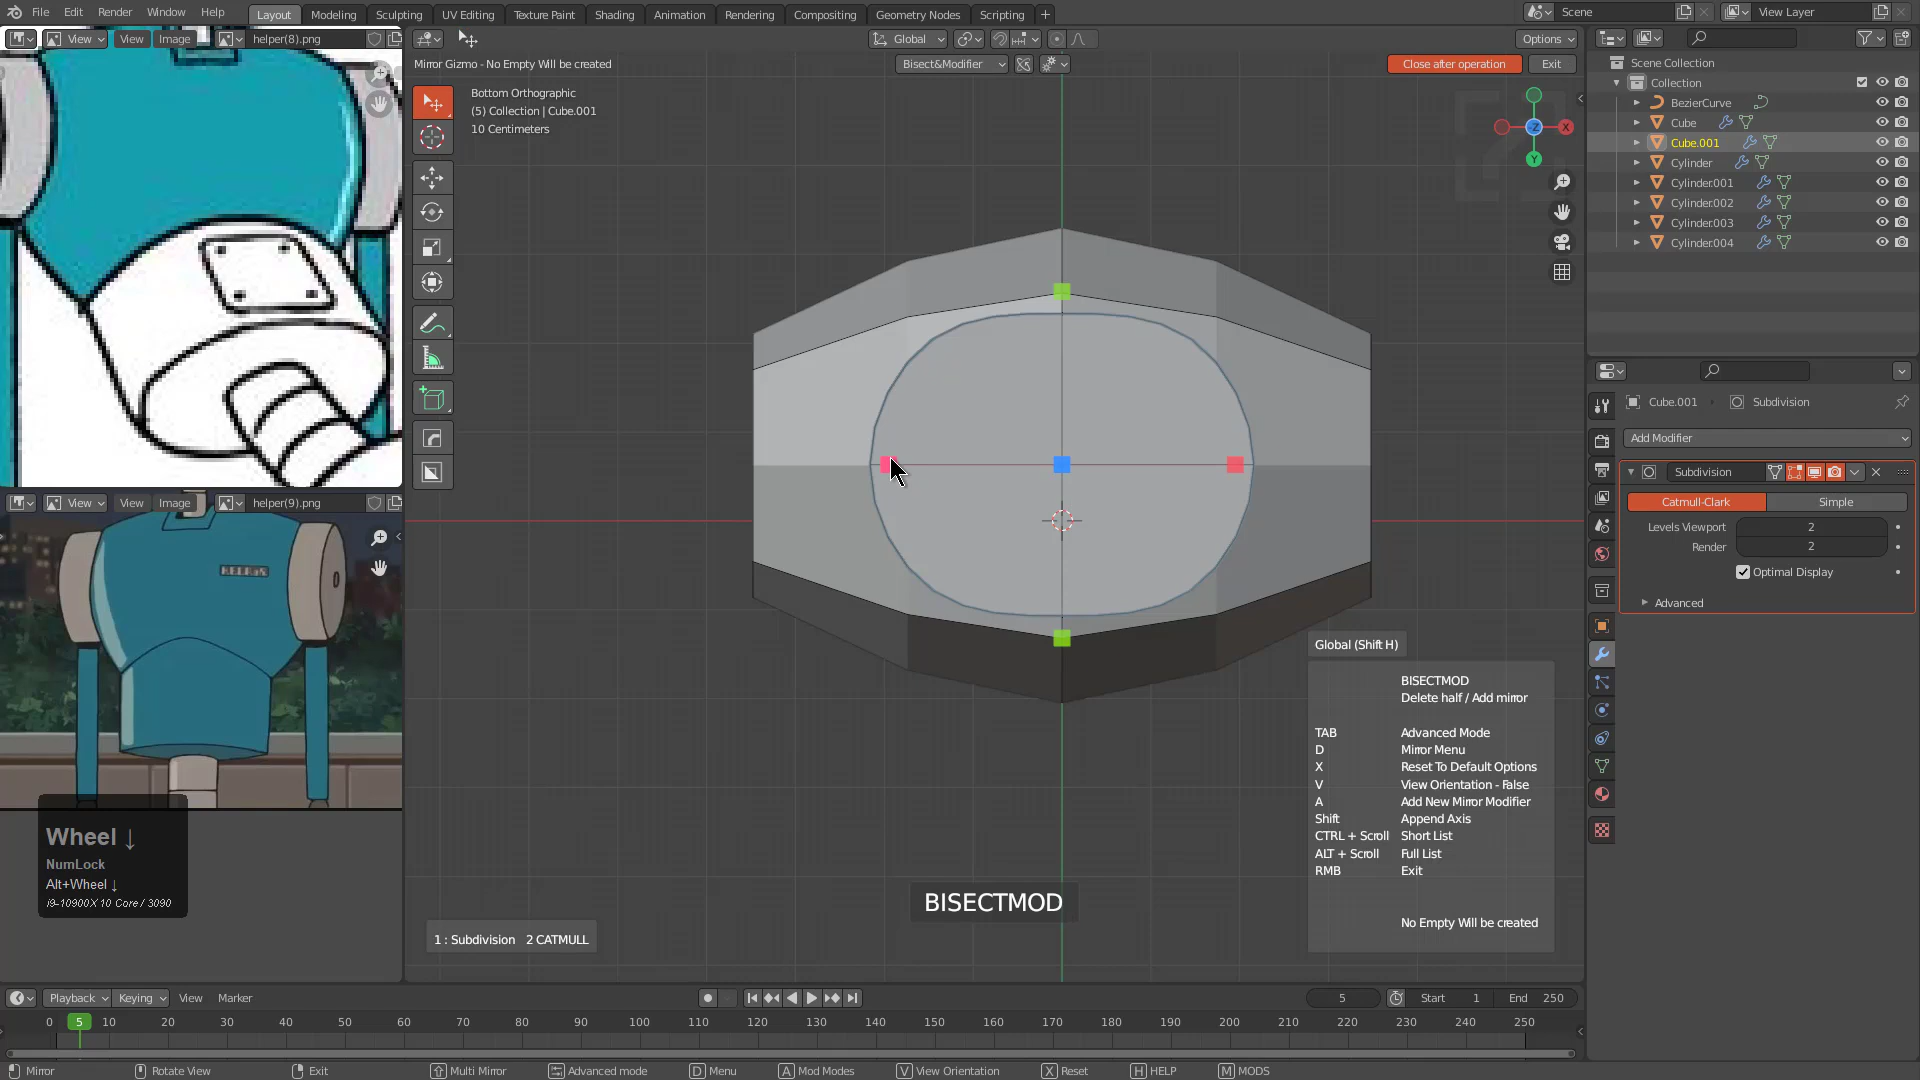 File Edit Render Window Help
Layout Modeling Sculpting UV Editing Texture Paint Shading Animation Rendering Compositing Geometry Nodes Scripting +
Scene
View Layer
View View Image helper(8).png
Global
Options
Mirror Gizmo - No Empty Will be created
Bisect&Modifier
Close after operation Exit
Bottom Orthographic
(5) Collection | Cube.001
10 Centimeters
X
Y
Z
Scene Collection
Collection
BezierCurve
Cube
Cube.001
Cylinder
Cylinder.001
Cylinder.002
Cylinder.003
Cylinder.004
Cube.001 Subdivision
Add Modifier
Subdivision
Catmull-Clark Simple
Levels Viewport 2
Render 2
Optimal Display
Advanced
View View Image helper(9).png
Wheel ↓
NumLock
Alt+Wheel ↓
i9-10900X 10 Core / 3090
Global (Shift H)
BISECTMOD
Delete half / Add mirror
TAB Advanced Mode
D Mirror Menu
X Reset To Default Options
V View Orientation - False
A Add New Mirror Modifier
Shift Append Axis
CTRL + Scroll Short List
ALT + Scroll Full List
RMB Exit
No Empty Will be created
BISECTMOD
1 : Subdivision 2 CATMULL
Playback Keying View Marker
5 Start 1 End 250
0 5 10 20 30 40 50 60 70 80 90 100 110 120 130 140 150 160 170 180 190 200 210 220 230 240 250
Mirror Rotate View Exit Multi Mirror Advanced mode D Menu A Mod Modes V View Orientation X Reset H HELP M MODS